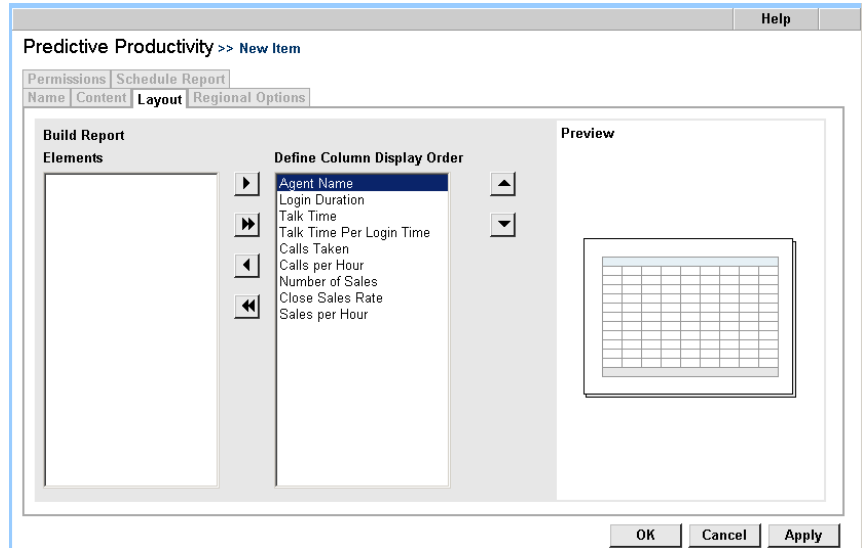 Help
Predictive Productivity >> New Item
Permissions Schedule Report
Name Content Layout Regional Options
Build Report
Elements
Define Column Display Order
Agent Name
Login Duration
Talk Time
Talk Time Per Login Time
Calls Taken
Calls per Hour
Number of Sales
Close Sales Rate
Sales per Hour
Preview
OK Cancel Apply